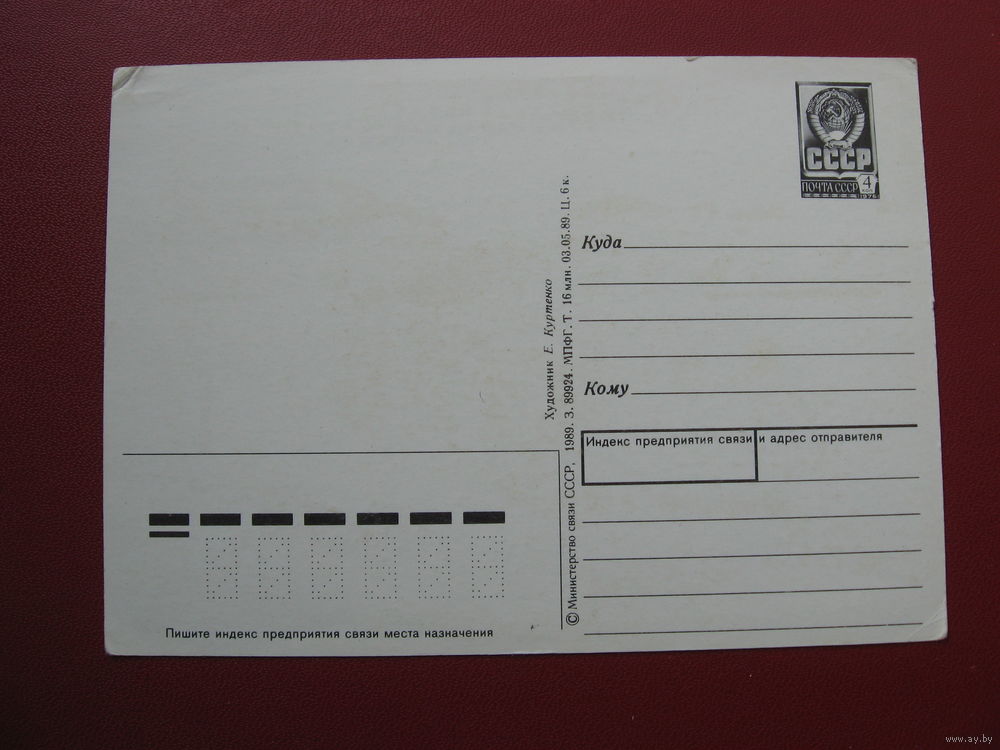 СССР
ПОЧТА СССР 4
КОП
1976
Куда
Кому
Индекс предприятия связи и адрес отправителя
Художник Е. Куртенко
© Министерство связи СССР, 1989. З. 89924. МПФГ. Т. 16 млн. 03.05.89. Ц. 6 к.
Пишите индекс предприятия связи места назначения
www.ay.by